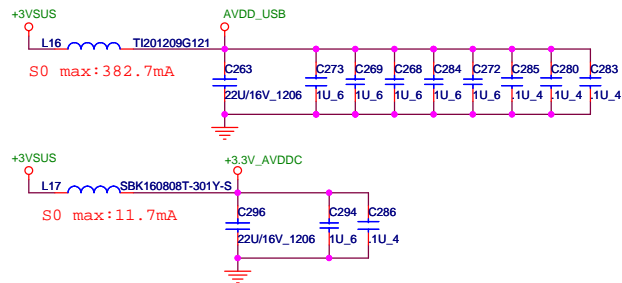 +3VSUS AVDD_USB
L16 TI201209G121
S0 max:382.7mA
C263 C273 C269 C268 C284 C272 C285 C280 C283
22U/16V_1206 1U_6 1U_6 1U_6 1U_6 1U_6 .1U_4 .1U_4 .1U_4
+3VSUS +3.3V_AVDDC
L17 SBK160808T-301Y-S
S0 max:11.7mA
C296 C294 C286
22U/16V_1206 1U_6 .1U_4